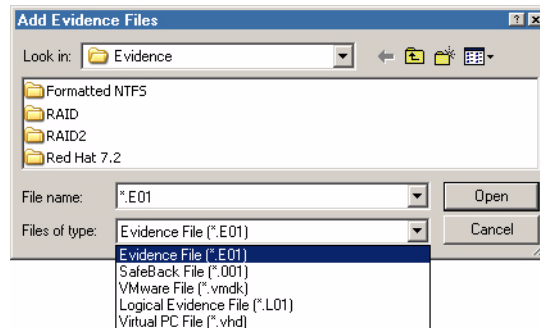 Add Evidence Files
Look in: Evidence
Formatted NTFS
RAID
RAID2
Red Hat 7.2
File name: *.E01 Open
Files of type: Evidence File (*.E01) Cancel
Evidence File (*.E01)
SafeBack File (*.001)
VMware File (*.vmdk)
Logical Evidence File (*.L01)
Virtual PC File (*.vhd)